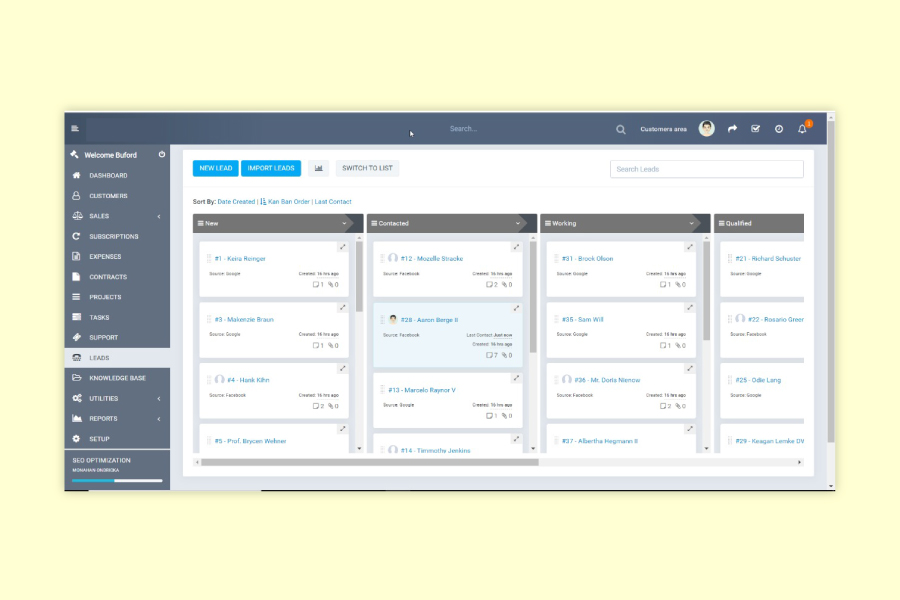 Search...
Customers area
Welcome Buford
DASHBOARD
CUSTOMERS
SALES
SUBSCRIPTIONS
EXPENSES
CONTRACTS
PROJECTS
TASKS
SUPPORT
LEADS
KNOWLEDGE BASE
UTILITIES
REPORTS
SETUP
SEO OPTIMIZATION
NEW LEAD
IMPORT LEADS
SWITCH TO LIST
Search Leads
Sort By: Date Created | Kan Ban Order | Last Contact
New
#1 - Keira Reinger
Source: Google
Created: 16 hrs ago
1 0
#3 - Makenzie Braun
Source: Google
Created: 16 hrs ago
1 0
#4 - Hank Kihn
Source: Facebook
Created: 16 hrs ago
2 0
#5 - Prof. Brycen Wehner
Contacted
#12 - Mozelle Stracke
Source: Facebook
Created: 16 hrs ago
2 0
#28 - Aaron Berge II
Source: Facebook
Last Contact: Just now
Created: 16 hrs ago
7 0
#13 - Marcelo Raynor V
Source: Google
Created: 16 hrs ago
1 0
#14 - Timmothy Jenkins
Working
#31 - Brook Olson
Source: Google
Created: 16 hrs ago
1 0
#35 - Sam Will
Source: Google
Created: 16 hrs ago
1 0
#36 - Mr. Doris Nienow
Source: Facebook
Created: 16 hrs ago
2 0
#37 - Albertha Hegmann II
Qualified
#21 - Richard Schuster
Source: Google
#22 - Rosario Greer
Source: Facebook
#25 - Odie Lang
Source: Google
#29 - Keagan Lemke DV